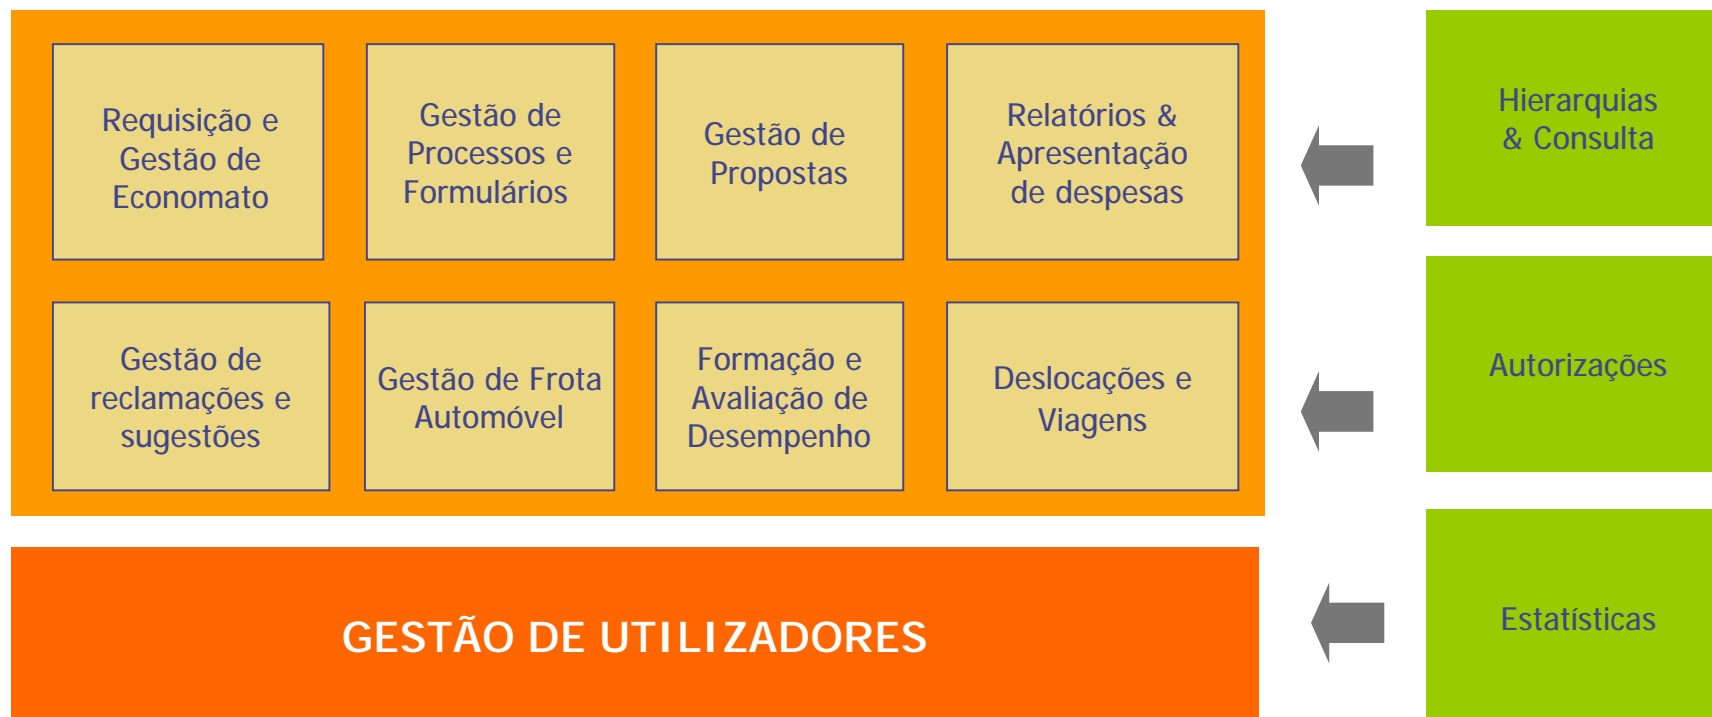 Requisição e
Gestão de
Economato
Gestão de
Processos e
Formulários
Gestão de
Propostas
Relatórios &
Apresentação
de despesas
Hierarquias
& Consulta
Gestão de
reclamações e
sugestões
Gestão de Frota
Automóvel
Formação e
Avaliação de
Desempenho
Deslocações e
Viagens
Autorizações
GESTÃO DE UTILIZADORES
Estatísticas